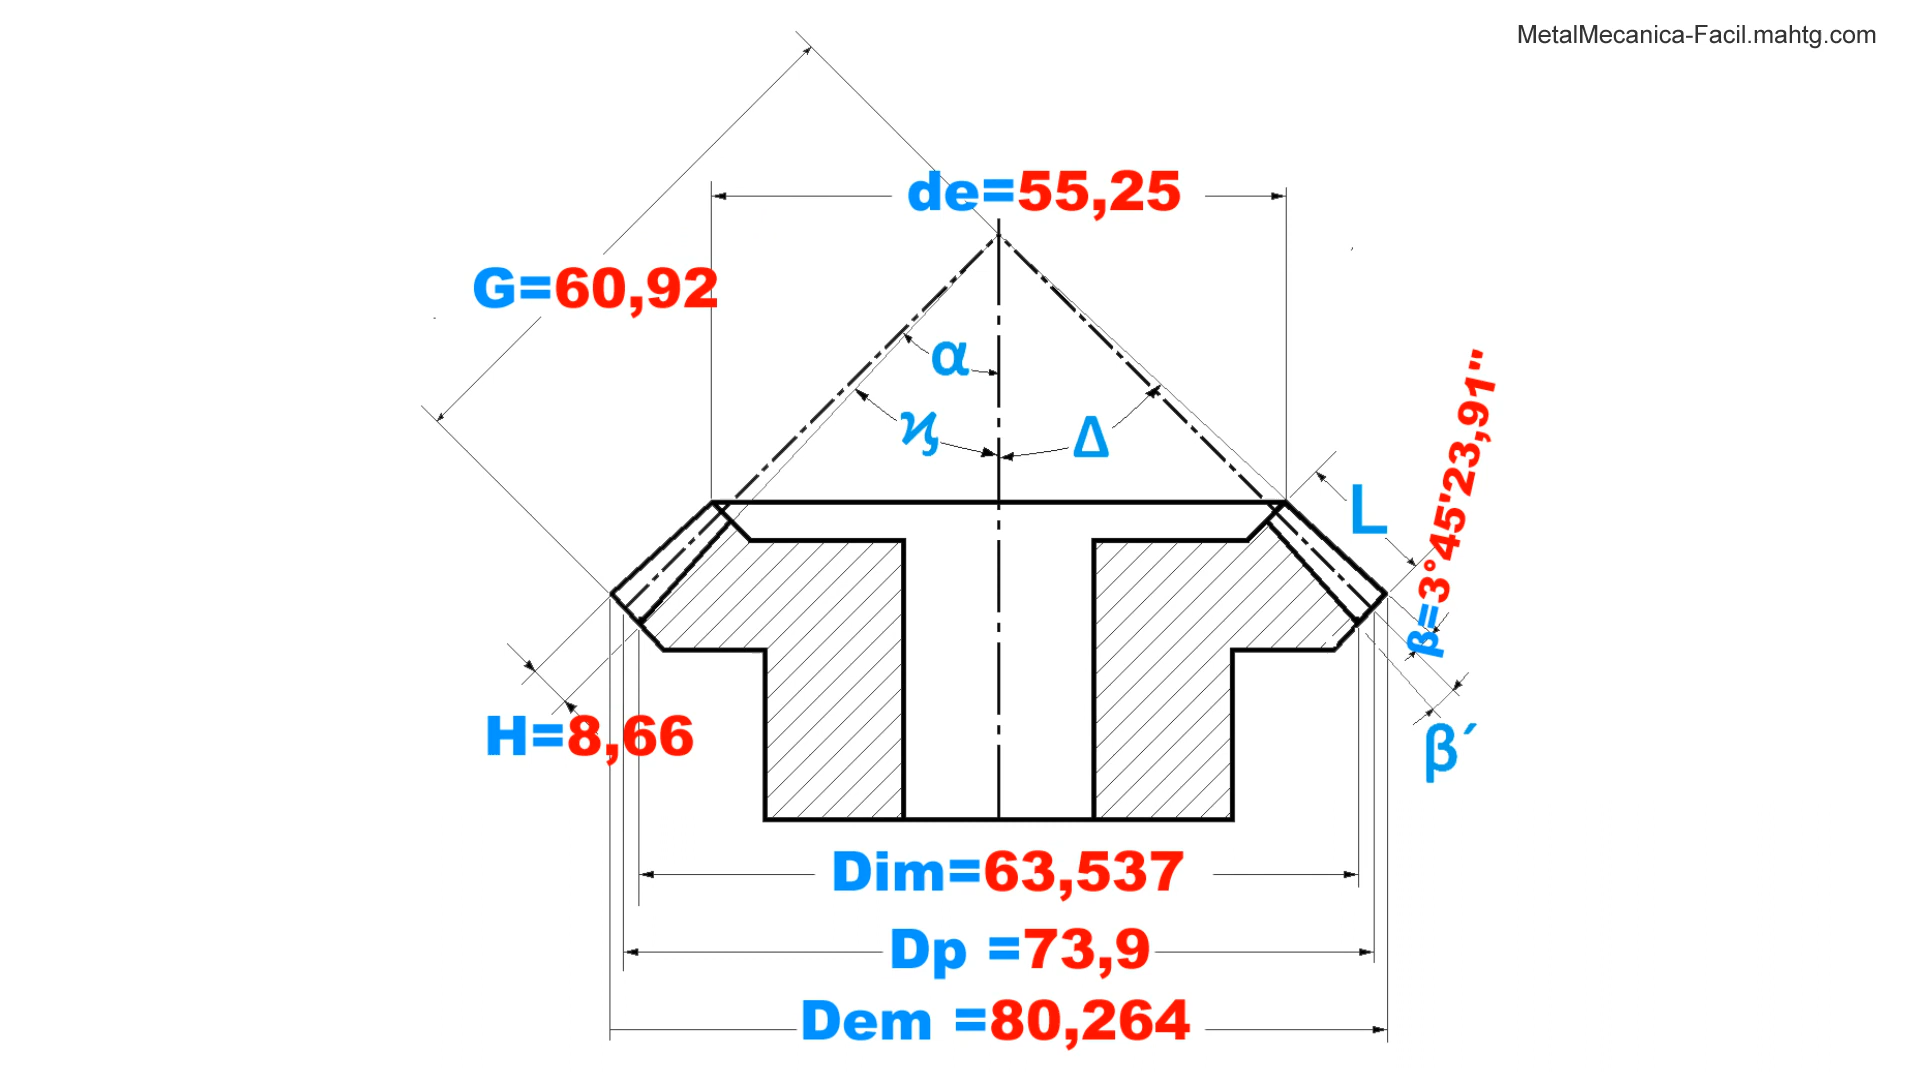 MetalMecanica-Facil.mahtg.com
de=55,25
G=60,92
α
ϗ
Δ
L
β=3°45'23,91''
H=8,66
β´
Dim=63,537
Dp =73,9
Dem =80,264